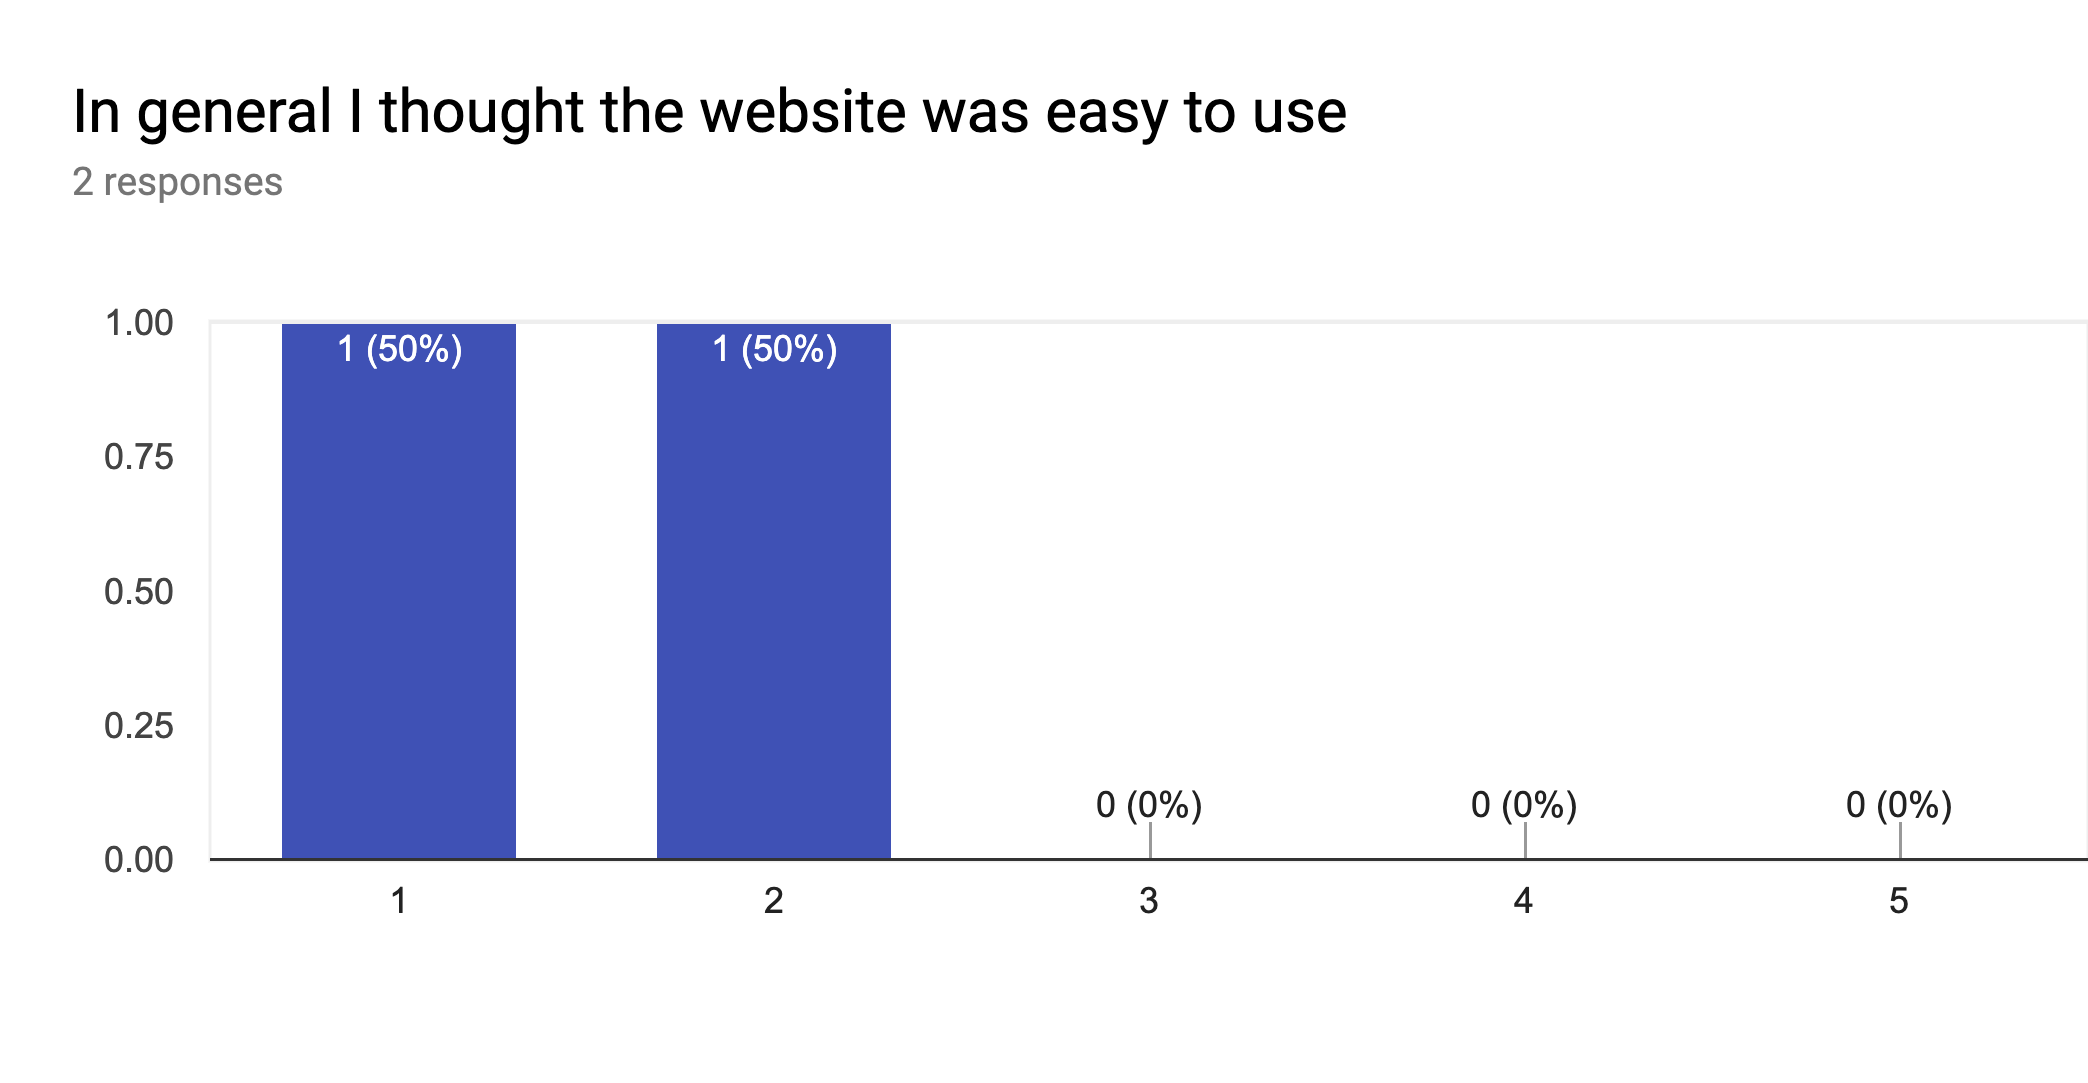 In general I thought the website was easy to use
2 responses
1.00
1 (50%) 1 (50%)
0.75
0.50
0.25
0 (0%) 0 (0%) 0 (0%)
0.00
1 2 3 4 5